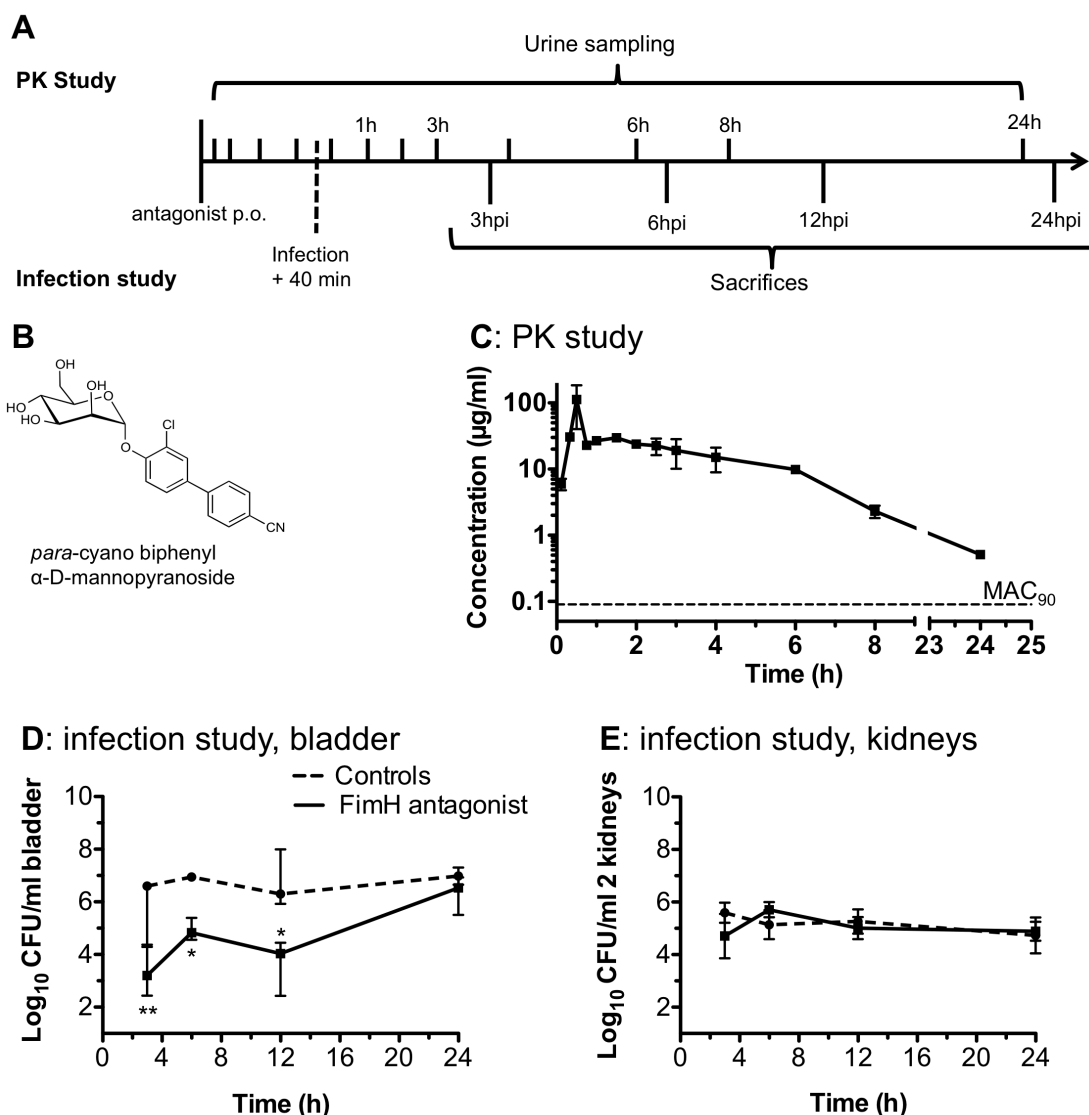 A
Urine sampling
PK Study
1h 3h 6h 8h 24h
antagonist p.o.
3hpi 6hpi 12hpi 24hpi
Infection
+ 40 min
Infection study
Sacrifices
B
OH
OH
HO
O
HO
Cl
O
CN
para-cyano biphenyl
α-D-mannopyranoside
C: PK study
Concentration (µg/ml)
100
10
1
0.1
MAC90
0 2 4 6 8 23 24 25
Time (h)
D: infection study, bladder
Controls
FimH antagonist
Log10 CFU/ml bladder
10
8
6
4
2
*
*
**
0 4 8 12 16 20 24
Time (h)
E: infection study, kidneys
Log10 CFU/ml 2 kidneys
10
8
6
4
2
0 4 8 12 16 20 24
Time (h)